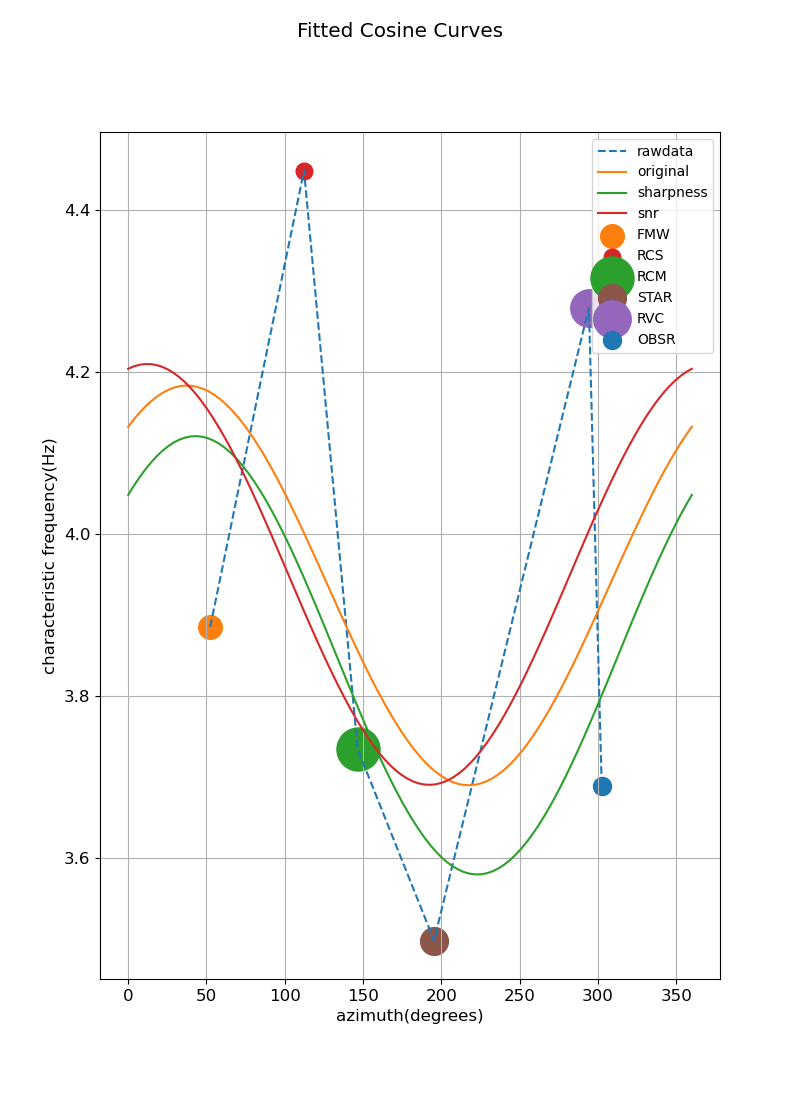 Fitted Cosine Curves
rawdata
original
sharpness
snr
FMW
RCS
RCM
STAR
RVC
OBSR
4.4
4.2
4.0
3.8
3.6
characteristic frequency(Hz)
0 50 100 150 200 250 300 350
azimuth(degrees)